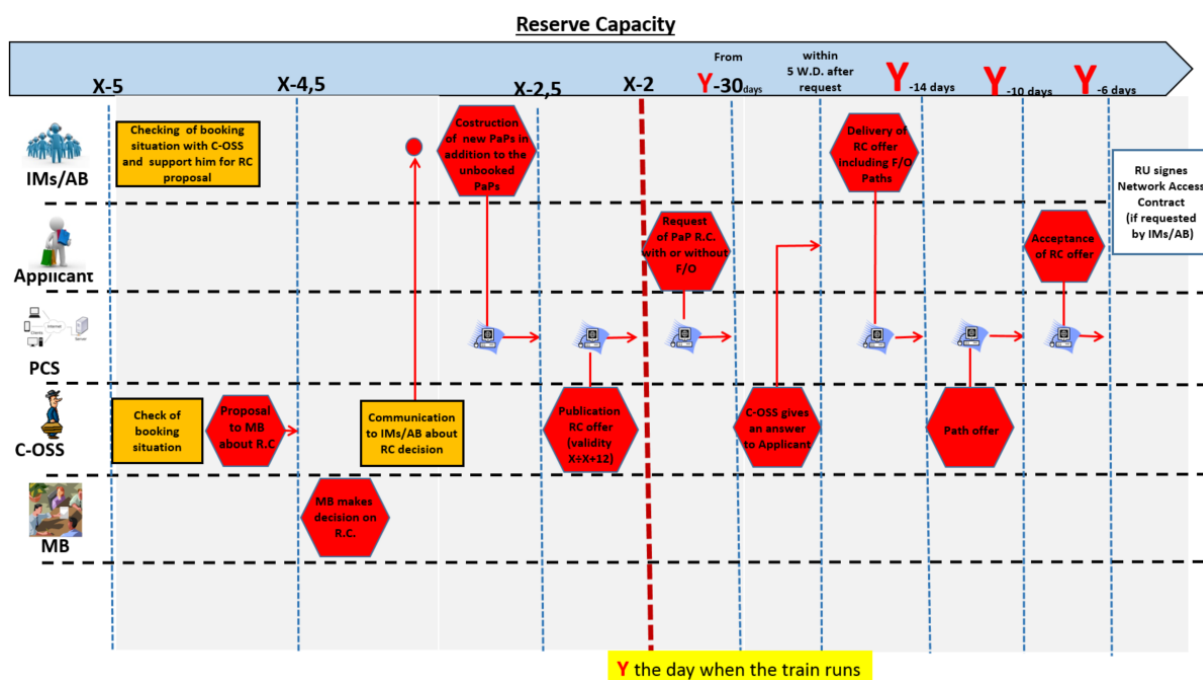 Reserve Capacity
X-5
X-4,5
X-2,5
X-2
From
Y-30days
within
5 W.D. after
request
Y-14 days
Y-10 days
Y-6 days
IMs/AB
Checking of booking
situation with C-OSS
and support him for RC
proposal
Costruction
of new PaPs in
addition to the
unbooked
PaPs
Delivery of
RC offer
including F/O
Paths
RU signes
Network Access
Contract
(if requested
by IMs/AB)
Applicant
Request
of PaP R.C.
with or without
F/O
Acceptance
of RC offer
PCS
Internet
Server
C-OSS
Check of
booking
situation
Proposal
to MB
about R.C
Communication
to IMs/AB about
RC decision
Publication
RC offer
(validity
X÷X+12)
C-OSS gives
an answer to
Applicant
Path offer
MB
MB makes
decision on
R.C.
Y the day when the train runs